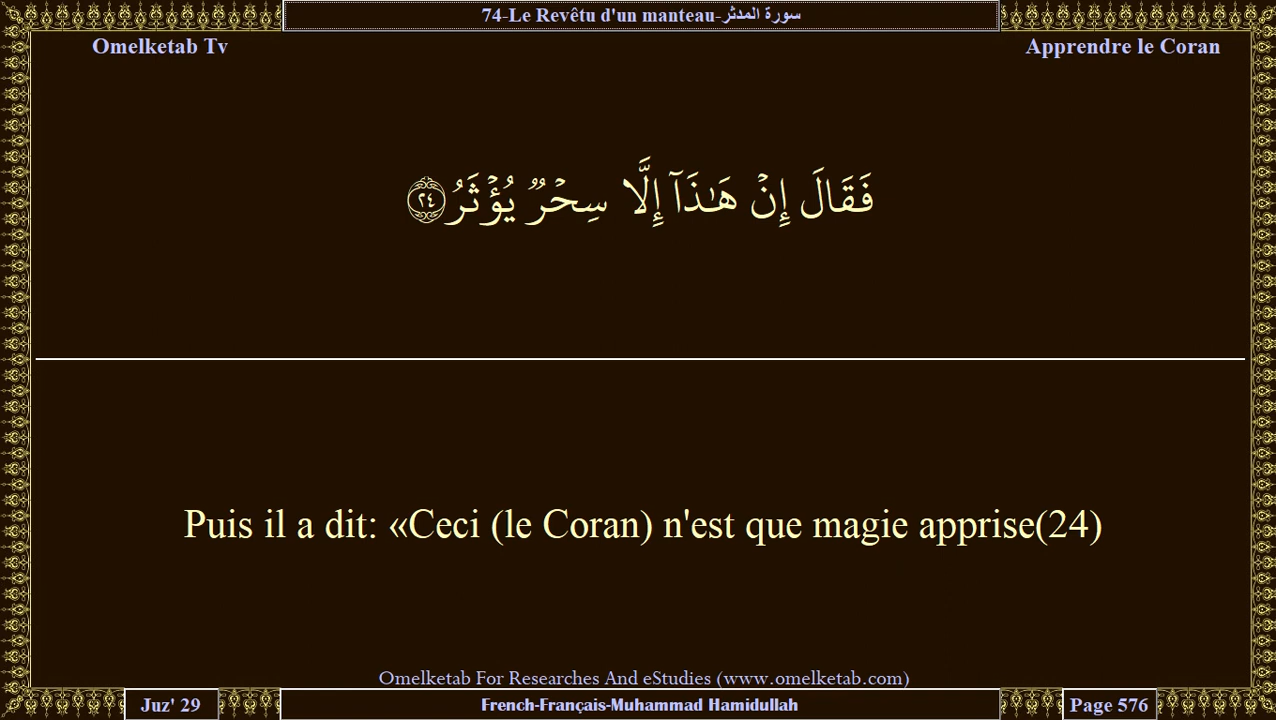 74-Le Revêtu d'un manteau-سورة المدثر
Omelketab Tv
Apprendre le Coran
فَقَالَ إِنۡ هَٰذَآ إِلَّا سِحۡرٞ يُؤۡثَرُ ٢٤
Puis il a dit: «Ceci (le Coran) n'est que magie apprise(24)
Omelketab For Researches And eStudies (www.omelketab.com)
Juz' 29
French-Français-Muhammad Hamidullah
Page 576